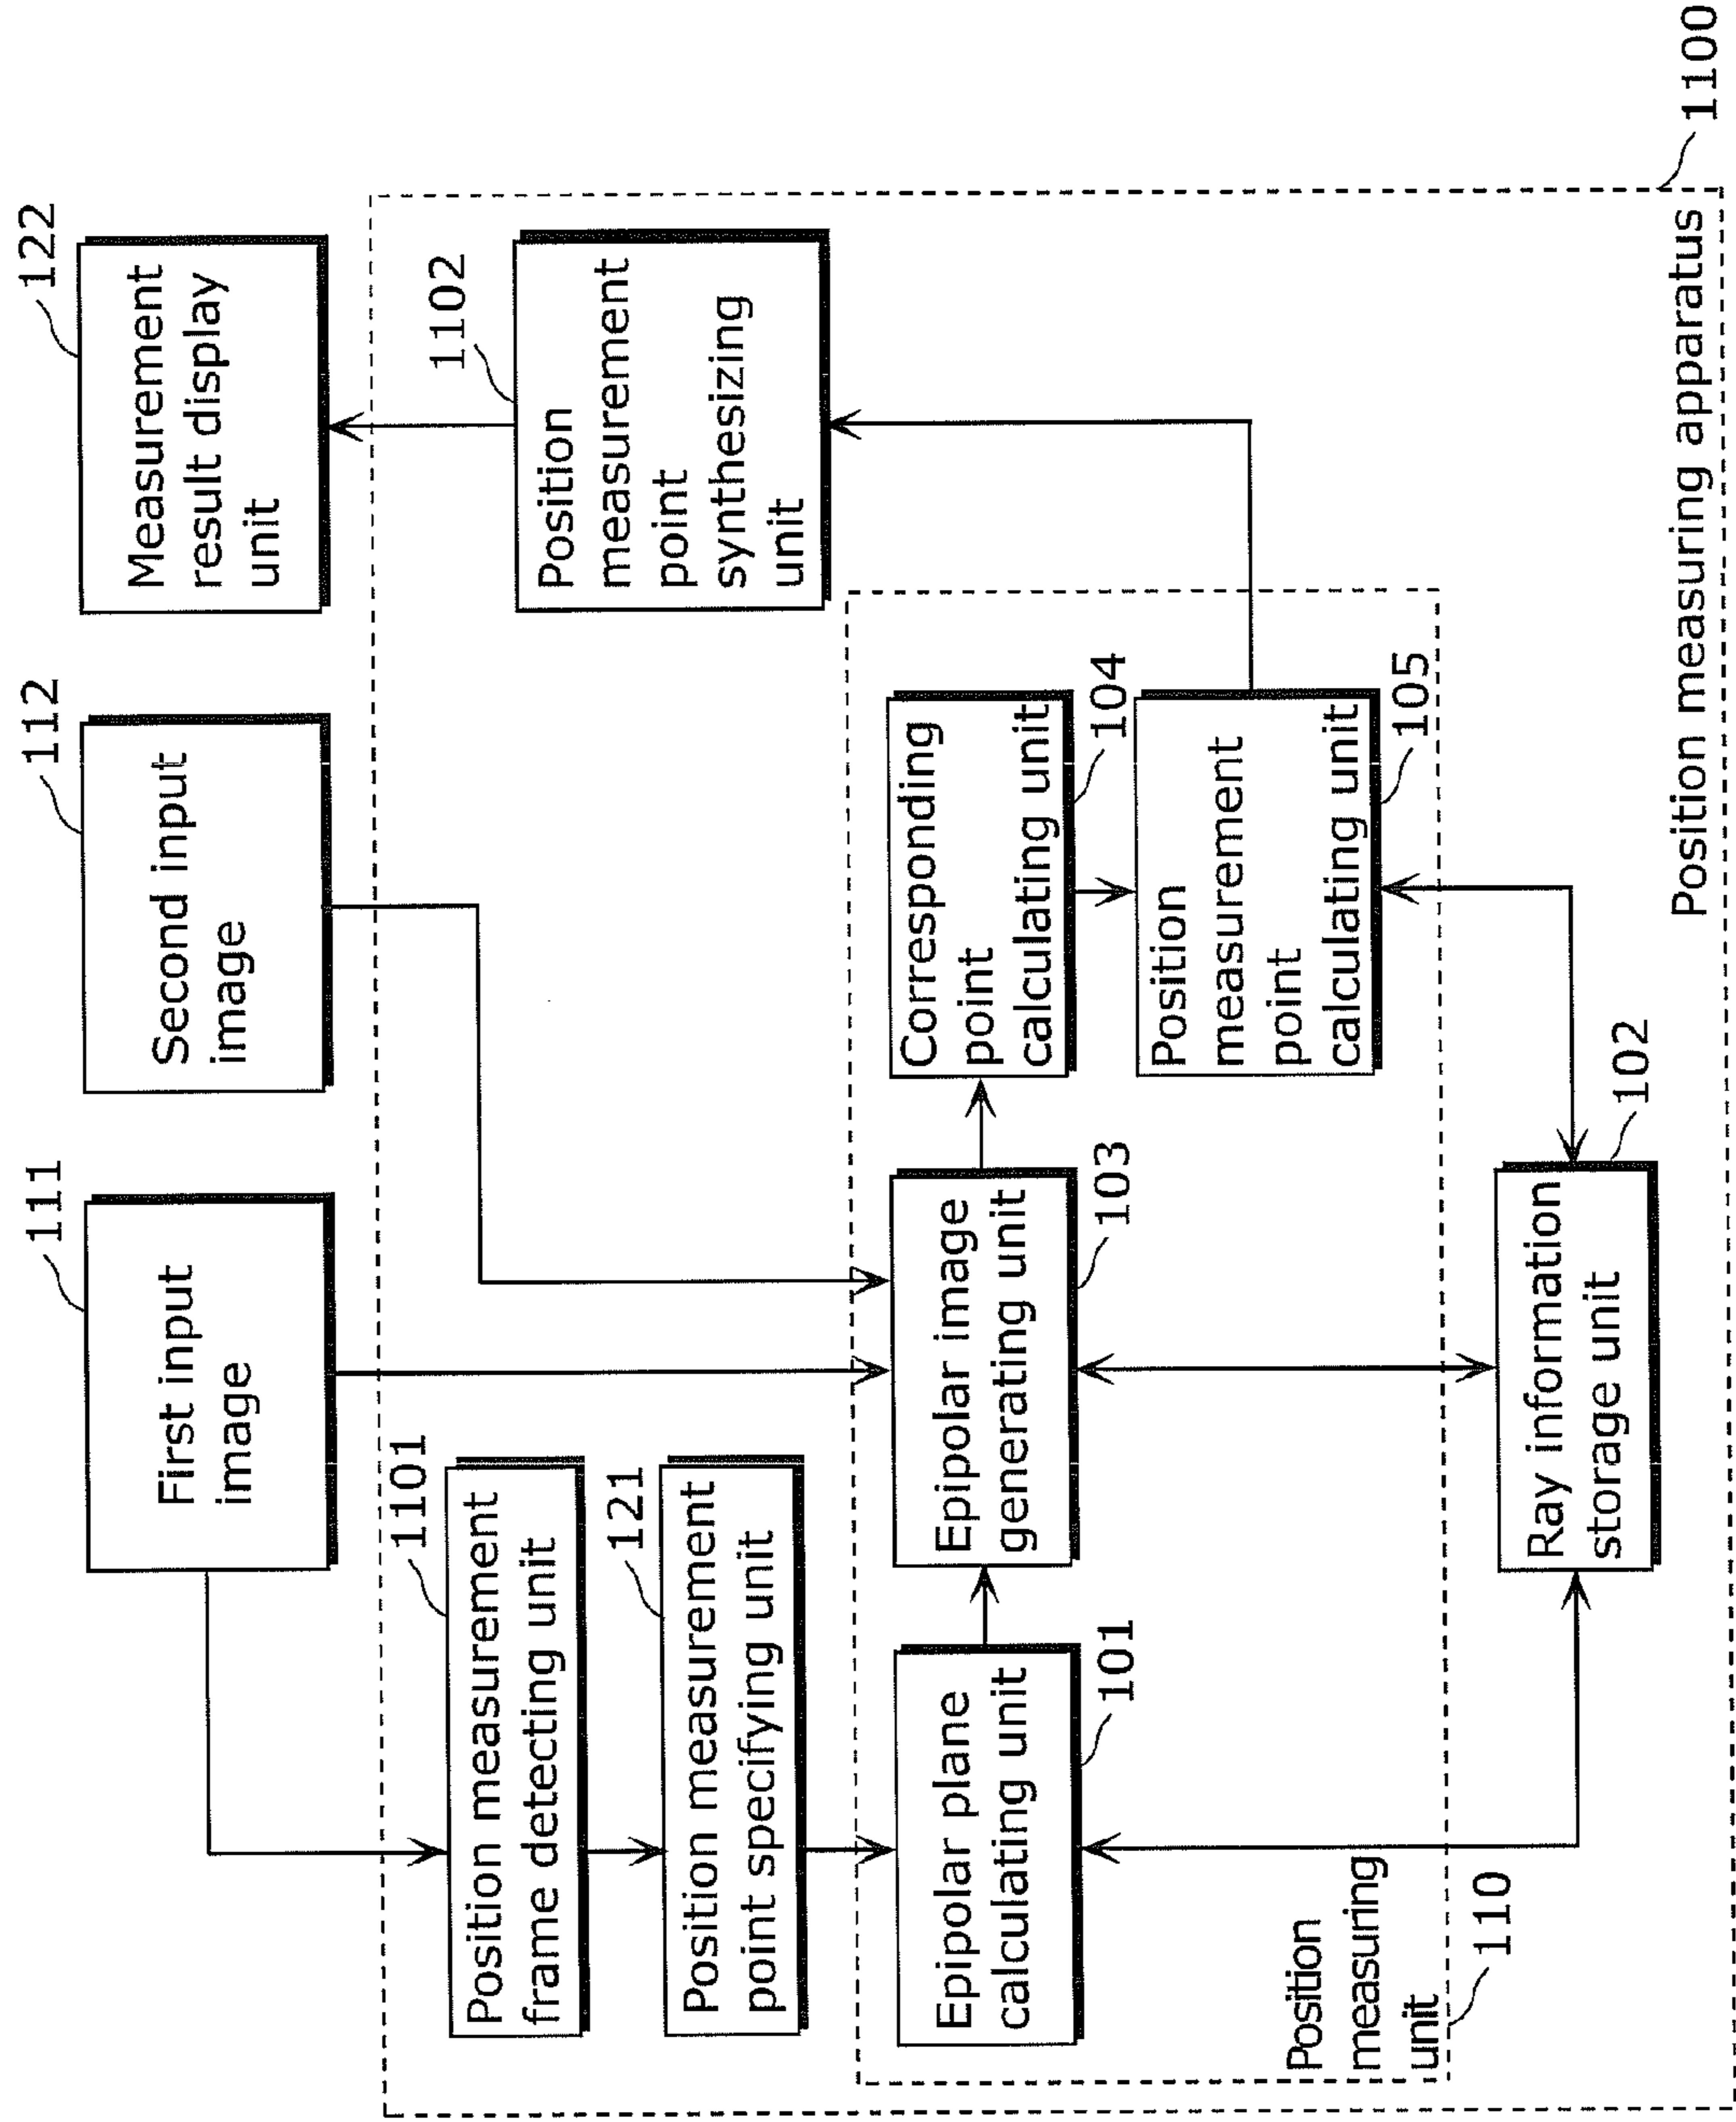 111
First input
image
112
Second input
image
122
Measurement
result display
unit
1101
Position measurement
frame detecting unit
121
Position measurement
point specifying unit
1102
Position
measurement
point
synthesizing
unit
Epipolar plane
calculating unit
101
Epipolar image
generating unit
103
Corresponding
point
calculating unit
104
Position
measurement
point
calculating unit
105
Position
measuring
unit
110
Ray information
storage unit
102
Position measuring apparatus
1100